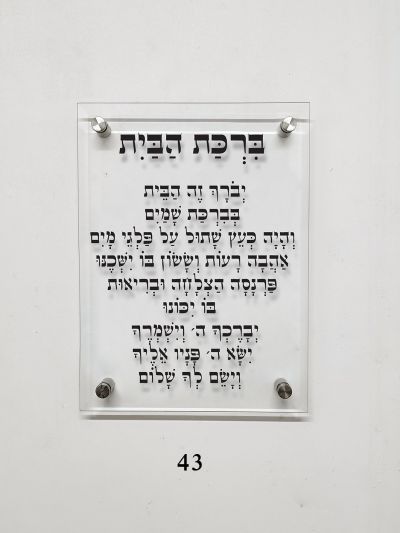 בִּרְכַּת הַבַּיִת
יְבֹרָךְ זֶה הַבַּיִת
בְּבִרְכַּת שָׁמַיִם
וְהָיָה כְּעֵץ שָׁתוּל עַל פַּלְגֵי מָיִם
אַהֲבָה רָעוּת וְשָׂשׂוֹן בּוֹ יִשְׁכֹּנוּ
פַּרְנָסָה הַצְלָחָה וּבְרִיאוּת
בּוֹ יִכּוֹנוּ
יְבָרֶכְךָ ה׳ וְיִשְׁמְרֶךָ
יִשָּׂא ה׳ פָּנָיו אֵלֶיךָ
וְיָשֵׂם לְךָ שָׁלוֹם
43